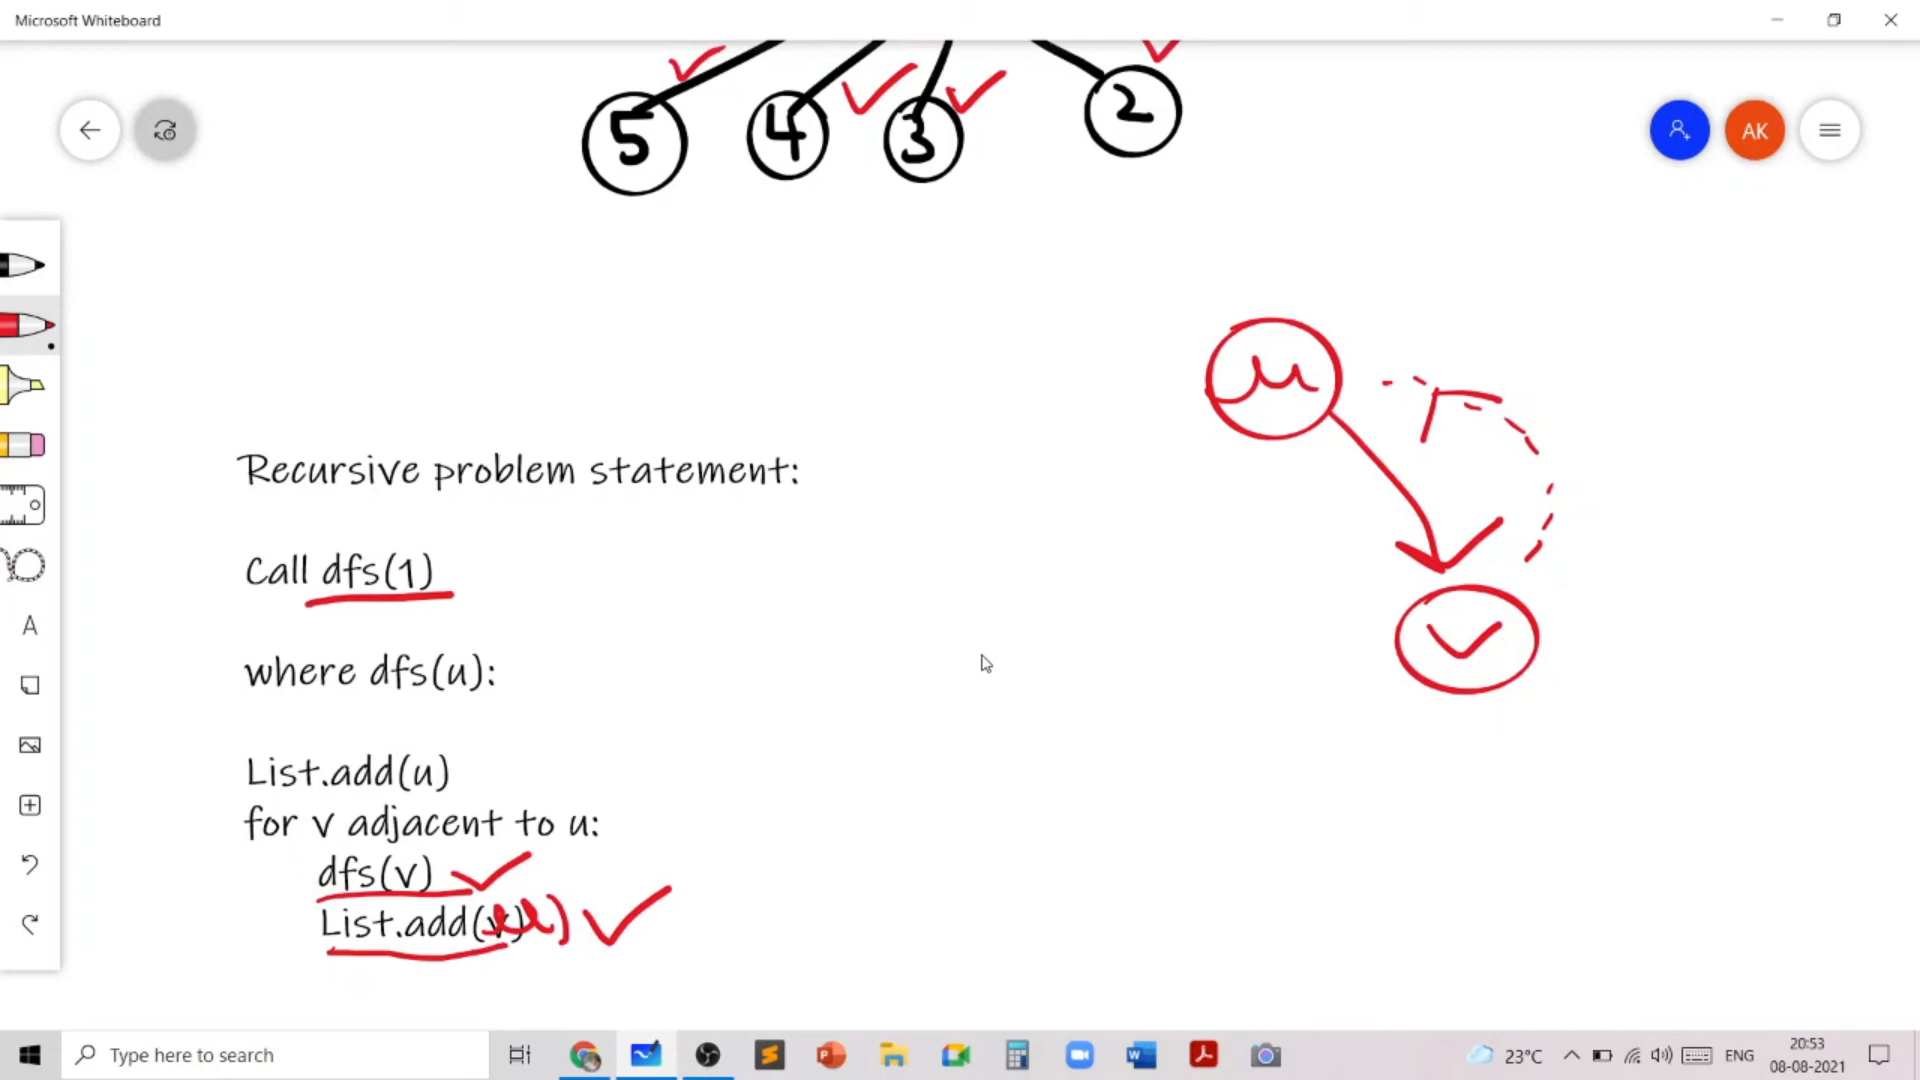 Microsoft Whiteboard
5 4 3 2
AK
u
v
Recursive problem statement:
Call dfs(1)
where dfs(u):
List.add(u)
for v adjacent to u:
dfs(v)
List.add(v) u)
A
Type here to search
23°C
ENG
20:53
08-08-2021